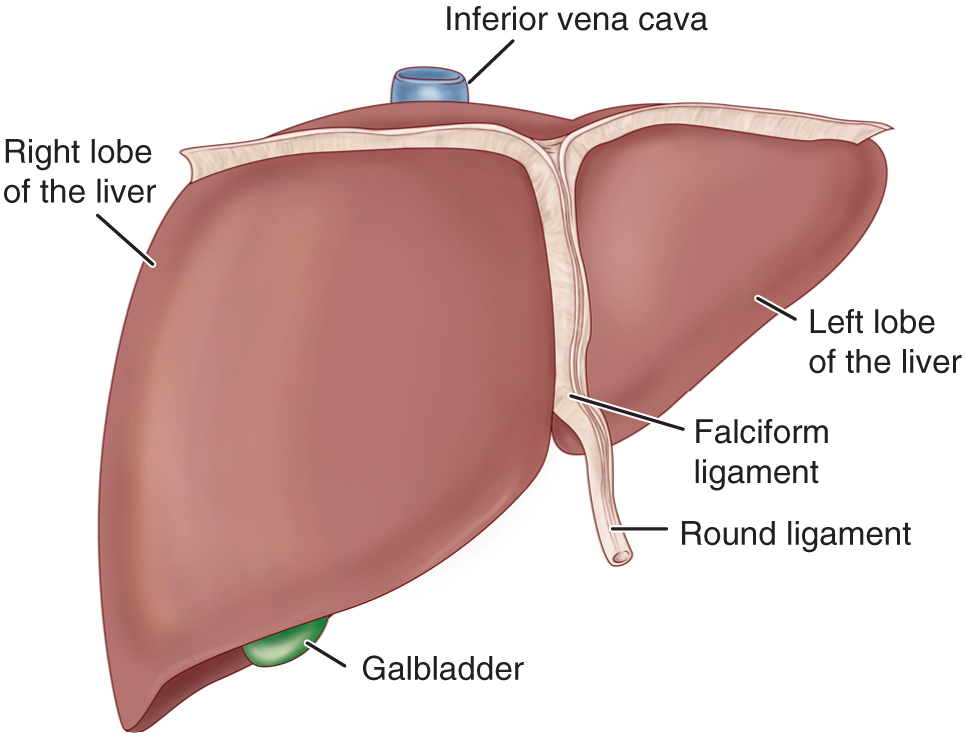 Inferior vena cava
Right lobe
of the liver
Left lobe
of the liver
Falciform
ligament
Round ligament
Galbladder